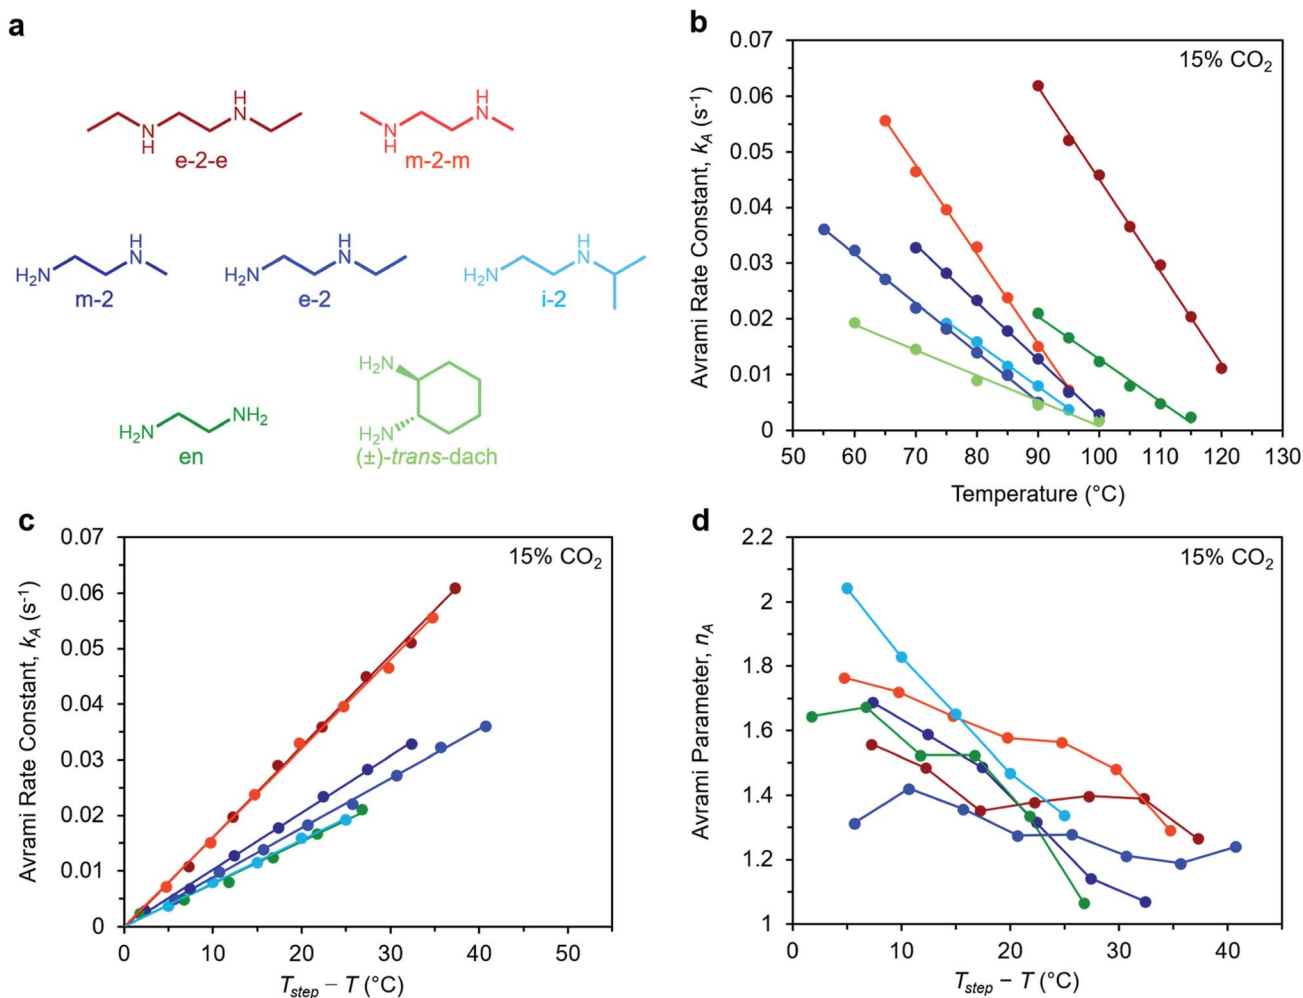 a
H
N
N
H
e-2-e
H
N
N
H
m-2-m
H
N
H₂N
m-2
H
N
H₂N
e-2
H
N
H₂N
i-2
H₂N
NH₂
en
H₂N
H₂N
(±)-trans-dach
b
15% CO₂
Avrami Rate Constant, kA (s⁻¹)
0.07
0.06
0.05
0.04
0.03
0.02
0.01
0
50 60 70 80 90 100 110 120 130
Temperature (°C)
c
15% CO₂
Avrami Rate Constant, kA (s⁻¹)
0.07
0.06
0.05
0.04
0.03
0.02
0.01
0
0 10 20 30 40 50
Tstep − T (°C)
d
15% CO₂
Avrami Parameter, nA
2.2
2
1.8
1.6
1.4
1.2
1
0 10 20 30 40
Tstep − T (°C)